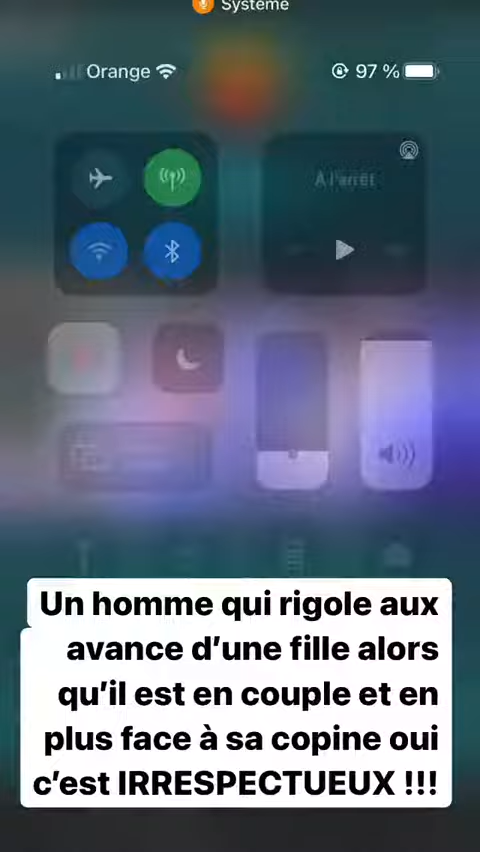 Système
Orange 97 %
À l'arrêt
Un homme qui rigole aux
avance d'une fille alors
qu'il est en couple et en
plus face à sa copine oui
c'est IRRESPECTUEUX !!!